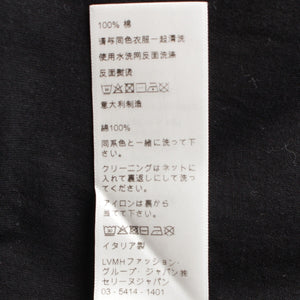 100% 棉
请与同色衣服一起清洗
使用水洗网反面洗涤
反面熨烫
意大利制造
綿100%
同系色と一緒に洗って下
さい。
クリーニングはネットに
入れて裏返しにして洗っ
てください。
アイロンは裏から
当てて下さい。
イタリア製
LVMHファッション・
グループ・ジャパン㈱
セリーヌジャパン
03-5414-1401